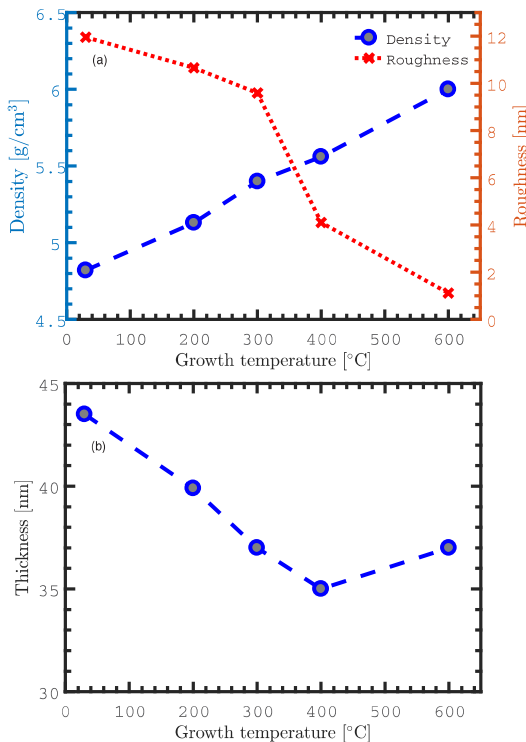 6.5
6
5.5
5
4.5
Density [g/cm³]
(a)
Density
Roughness
12
10
8
6
4
2
0
Roughness [nm]
0 100 200 300 400 500 600
Growth temperature [°C]
45
40
35
30
Thickness [nm]
(b)
0 100 200 300 400 500 600
Growth temperature [°C]